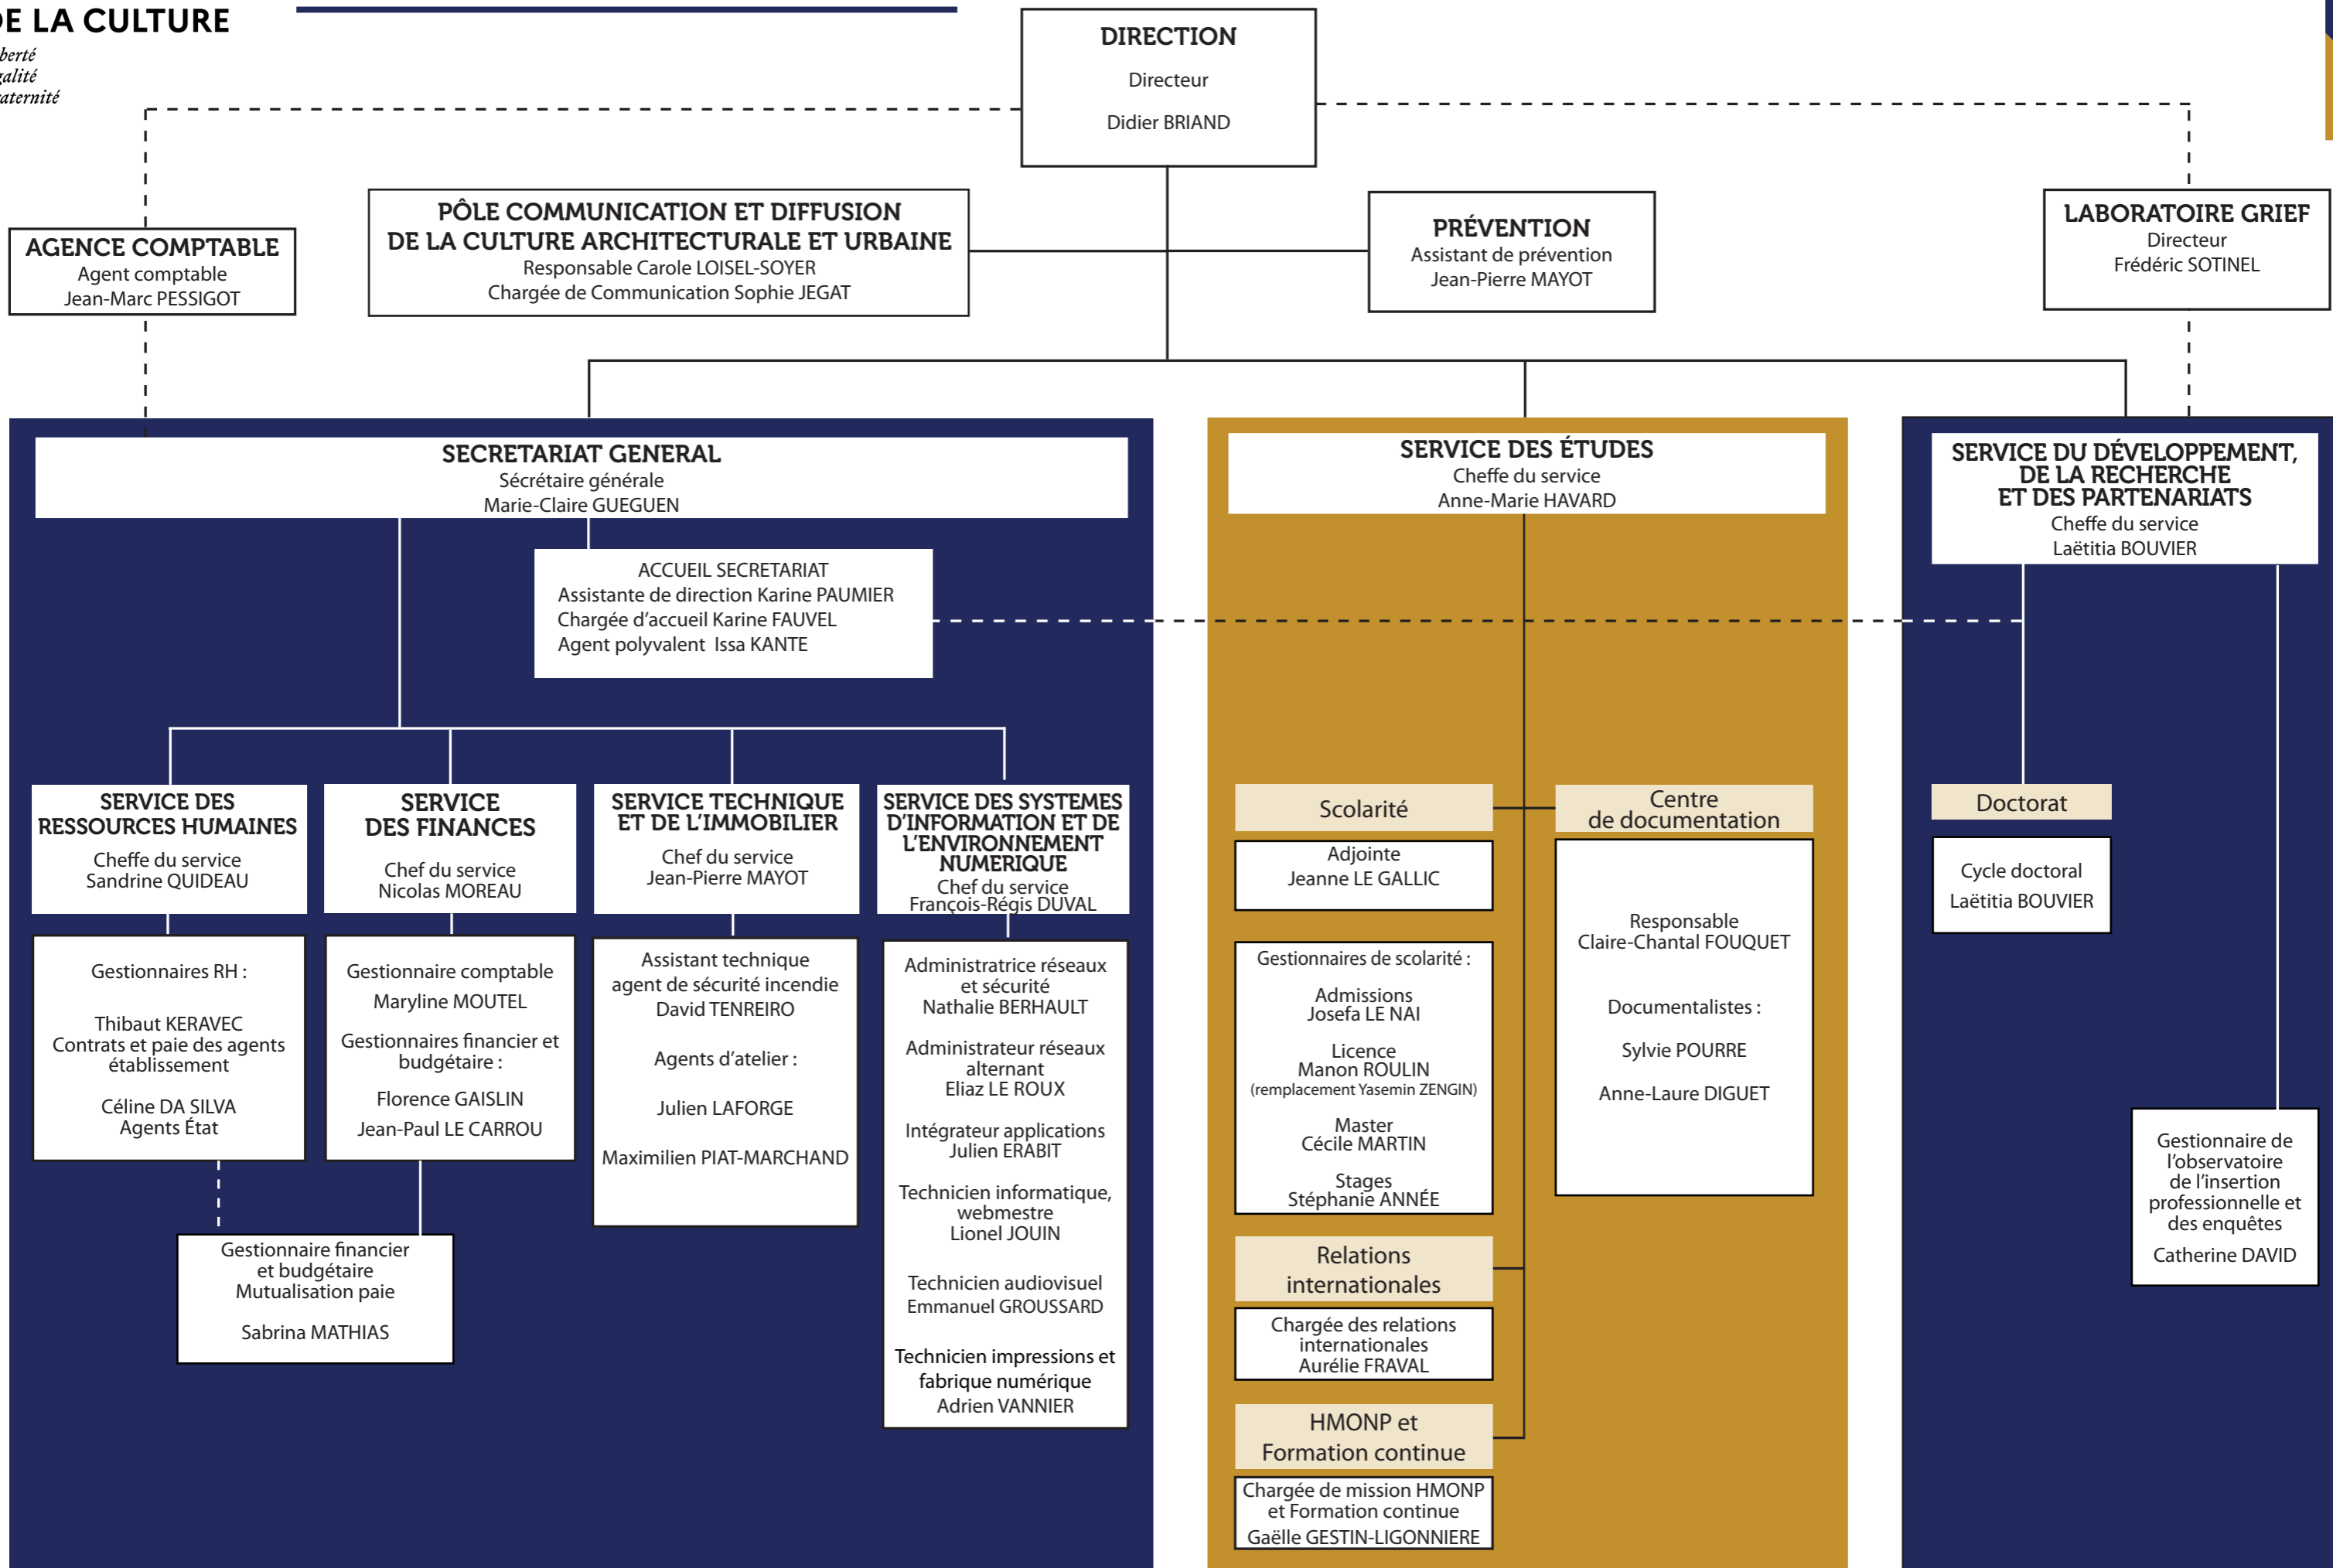 DE LA CULTURE
DIRECTION
Directeur
Didier BRIAND
AGENCE COMPTABLE
Agent comptable
Jean-Marc PESSIGOT
PÔLE COMMUNICATION ET DIFFUSION
DE LA CULTURE ARCHITECTURALE ET URBAINE
Responsable Carole LOISEL-SOYER
Chargée de Communication Sophie JEGAT
PRÉVENTION
Assistant de prévention
Jean-Pierre MAYOT
LABORATOIRE GRIEF
Directeur
Frédéric SOTINEL
SECRETARIAT GENERAL
Sécrétaire générale
Marie-Claire GUEGUEN
ACCUEIL SECRETARIAT
Assistante de direction Karine PAUMIER
Chargée d'accueil Karine FAUVEL
Agent polyvalent Issa KANTE
SERVICE DES
RESSOURCES HUMAINES
Cheffe du service
Sandrine QUIDEAU
Gestionnaires RH :
Thibaut KERAVEC
Contrats et paie des agents
établissement
Céline DA SILVA
Agents État
SERVICE
DES FINANCES
Chef du service
Nicolas MOREAU
Gestionnaire comptable
Maryline MOUTEL
Gestionnaires financier et
budgétaire :
Florence GAISLIN
Jean-Paul LE CARROU
Gestionnaire financier
et budgétaire
Mutualisation paie
Sabrina MATHIAS
SERVICE TECHNIQUE
ET DE L'IMMOBILIER
Chef du service
Jean-Pierre MAYOT
Assistant technique
agent de sécurité incendie
David TENREIRO
Agents d'atelier :
Julien LAFORGE
Maximilien PIAT-MARCHAND
SERVICE DES SYSTEMES
D'INFORMATION ET DE
L'ENVIRONNEMENT
NUMERIQUE
Chef du service
François-Régis DUVAL
Administratrice réseaux
et sécurité
Nathalie BERHAULT
Administrateur réseaux
alternant
Eliaz LE ROUX
Intégrateur applications
Julien ERABIT
Technicien informatique,
webmestre
Lionel JOUIN
Technicien audiovisuel
Emmanuel GROUSSARD
Technicien impressions et
fabrique numérique
Adrien VANNIER
SERVICE DES ÉTUDES
Cheffe du service
Anne-Marie HAVARD
Scolarité
Adjointe
Jeanne LE GALLIC
Gestionnaires de scolarité :
Admissions
Josefa LE NAI
Licence
Manon ROULIN
(remplacement Yasemin ZENGIN)
Master
Cécile MARTIN
Stages
Stéphanie ANNÉE
Relations
internationales
Chargée des relations
internationales
Aurélie FRAVAL
HMONP et
Formation continue
Chargée de mission HMONP
et Formation continue
Gaëlle GESTIN-LIGONNIERE
Centre
de documentation
Responsable
Claire-Chantal FOUQUET
Documentalistes :
Sylvie POURRE
Anne-Laure DIGUET
SERVICE DU DÉVELOPPEMENT,
DE LA RECHERCHE
ET DES PARTENARIATS
Cheffe du service
Laëtitia BOUVIER
Doctorat
Cycle doctoral
Laëtitia BOUVIER
Gestionnaire de
l'observatoire
de l'insertion
professionnelle et
des enquêtes
Catherine DAVID